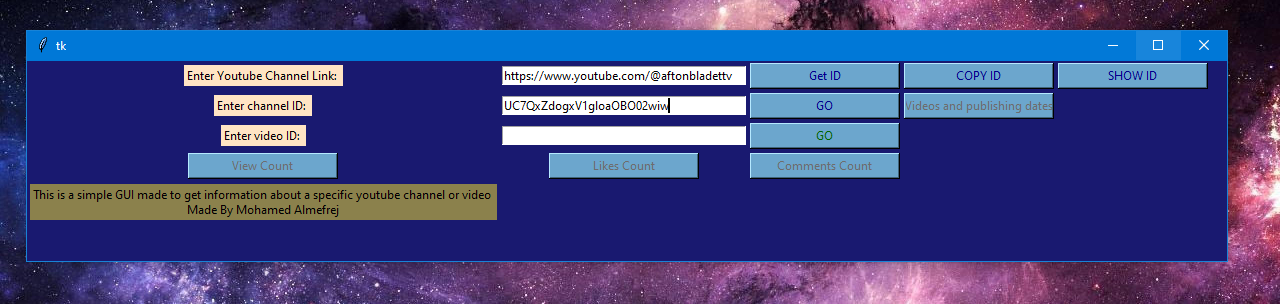 tk
Enter Youtube Channel Link:
https://www.youtube.com/@aftonbladettv
Get ID
COPY ID
SHOW ID
Enter channel ID:
UC7QxZdogxV1gloaOBO02wiw
GO
Videos and publishing dates
Enter video ID:
GO
View Count
Likes Count
Comments Count
This is a simple GUI made to get information about a specific youtube channel or video
Made By Mohamed Almefrej